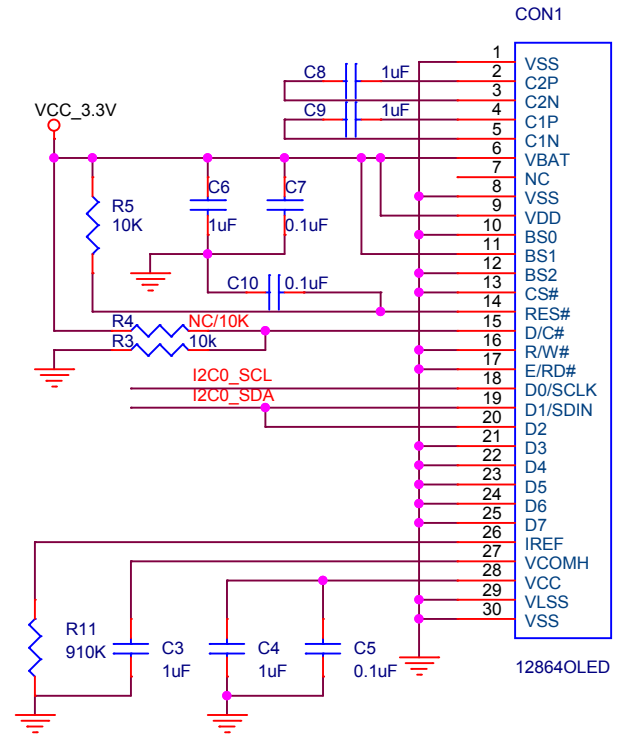 CON1
1 VSS
C8 1uF 2 C2P
3 C2N
C9 1uF 4 C1P
5 C1N
VCC_3.3V 6 VBAT
7 NC
C6 C7 8 VSS
R5 9 VDD
10K 1uF 0.1uF 10 BS0
11 BS1
12 BS2
C10 0.1uF 13 CS#
14 RES#
R4 NC/10K 15 D/C#
R3 10k 16 R/W#
17 E/RD#
I2C0_SCL 18 D0/SCLK
I2C0_SDA 19 D1/SDIN
20 D2
21 D3
22 D4
23 D5
24 D6
25 D7
26 IREF
27 VCOMH
28 VCC
29 VLSS
30 VSS
R11 C3 C4 C5
910K 1uF 1uF 0.1uF
12864OLED